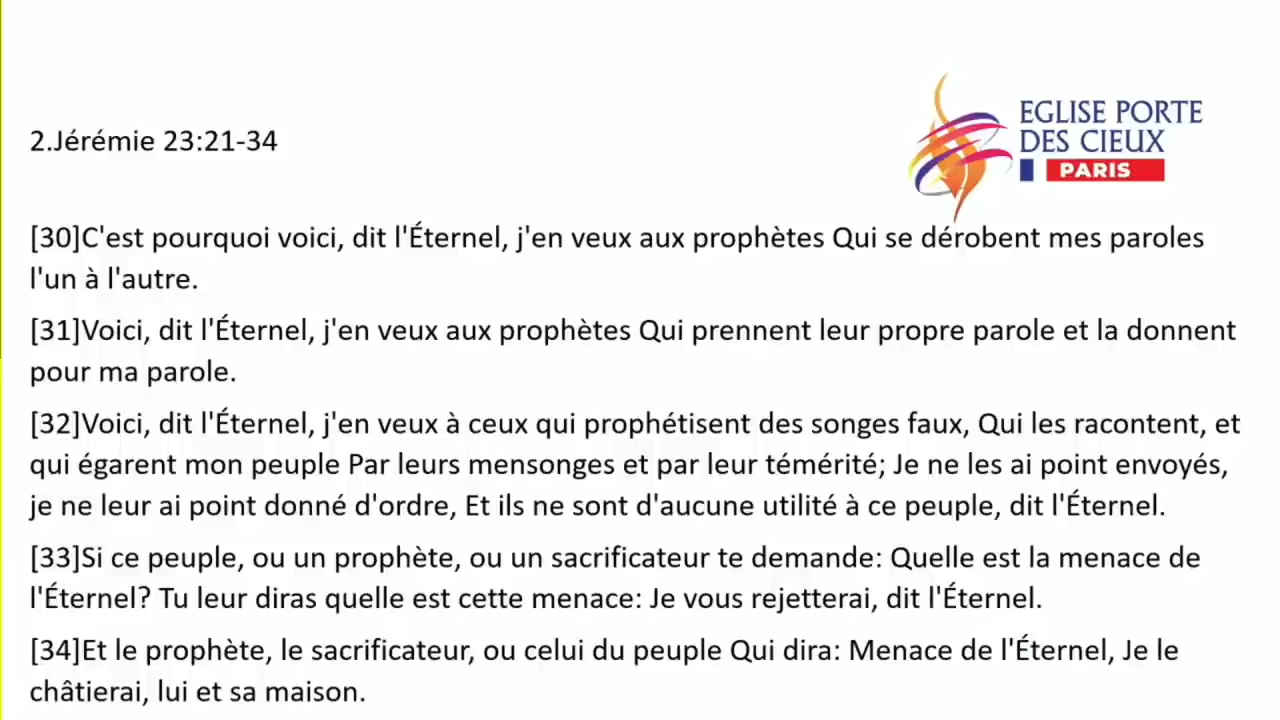 EGLISE PORTE
DES CIEUX
PARIS
2.Jérémie 23:21-34
[30]C'est pourquoi voici, dit l'Éternel, j'en veux aux prophètes Qui se dérobent mes paroles
l'un à l'autre.
[31]Voici, dit l'Éternel, j'en veux aux prophètes Qui prennent leur propre parole et la donnent
pour ma parole.
[32]Voici, dit l'Éternel, j'en veux à ceux qui prophétisent des songes faux, Qui les racontent, et
qui égarent mon peuple Par leurs mensonges et par leur témérité; Je ne les ai point envoyés,
je ne leur ai point donné d'ordre, Et ils ne sont d'aucune utilité à ce peuple, dit l'Éternel.
[33]Si ce peuple, ou un prophète, ou un sacrificateur te demande: Quelle est la menace de
l'Éternel? Tu leur diras quelle est cette menace: Je vous rejetterai, dit l'Éternel.
[34]Et le prophète, le sacrificateur, ou celui du peuple Qui dira: Menace de l'Éternel, Je le
châtierai, lui et sa maison.